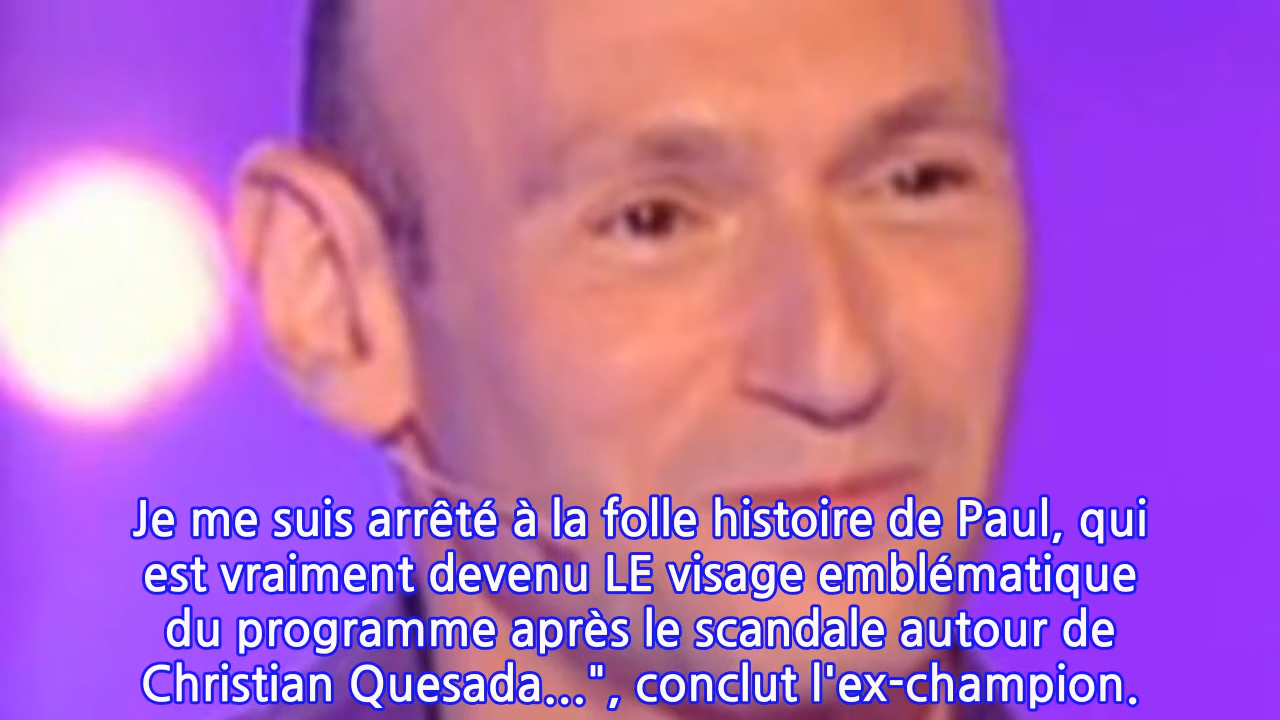 Je me suis arrêté à la folle histoire de Paul, qui
est vraiment devenu LE visage emblématique
du programme après le scandale autour de
Christian Quesada...", conclut l'ex-champion.